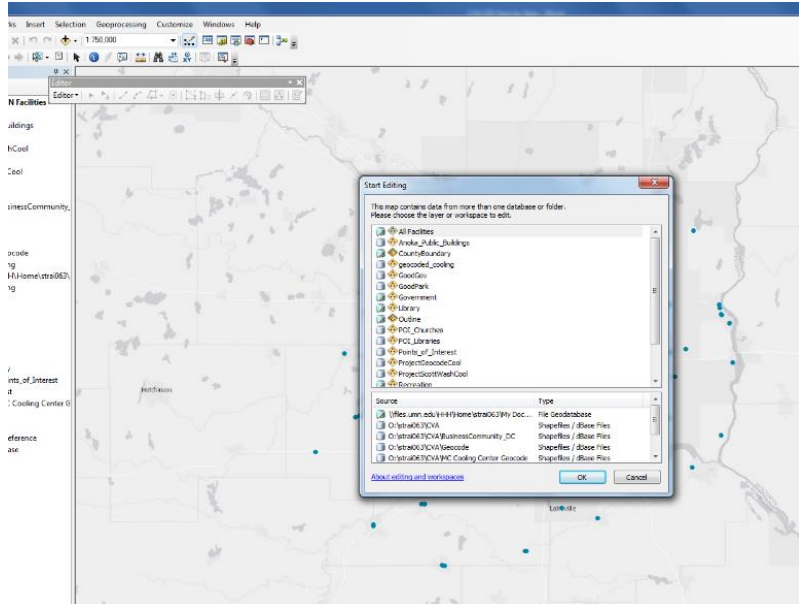 ks Insert Selection Geoprocessing Customize Windows Help
1:750,000
Editor
Editor
N Facilities
ildings
hCool
Cool
sinessCommunity_
ocode
ng
HH\Home\strai063\
ng
y
ints_of_Interest
st
C Cooling Center G
eference
ase
Hutchinson
Start Editing
This map contains data from more than one database or folder.
Please choose the layer or workspace to edit.
All Facilities
Anoka_Public_Buildings
CountyBoundary
geocoded_cooling
GoodGov
GoodPark
Government
Library
Outline
POI_Churches
POI_Libraries
Points_of_Interest
ProjectGeocodeCool
ProjectScottWashCool
Recreation
Source Type
\\files.umn.edu\HHH\Home\strai063\My Doc... File Geodatabase
O:\strai063\CVA Shapefiles / dBase Files
O:\strai063\CVA\BusinessCommunity_DC Shapefiles / dBase Files
O:\strai063\CVA\Geocode Shapefiles / dBase Files
O:\strai063\CVA\MC Cooling Center Geocode Shapefiles / dBase Files
About editing and workspaces
OK Cancel
Lakeville